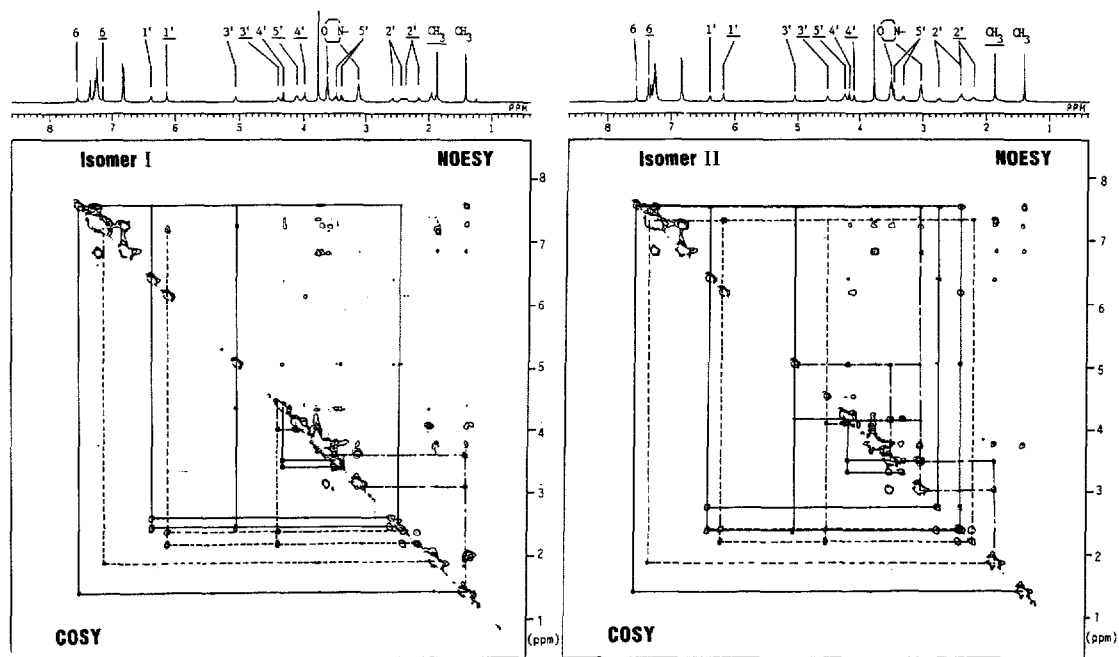 6 6 1' 1' 3' 3' 4' 5' 4' O N- 5' 2' 2' CH3 CH3
PPM
8 7 6 5 4 3 2 1
Isomer I NOESY
8
7
6
5
4
3
2
1
(ppm)
COSY
6 6 1' 1' 3' 3' 5' 4' 4' O N- 5' 2' 2' CH3 CH3
PPM
8 7 6 5 4 3 2 1
Isomer II NOESY
8
7
6
5
4
3
2
1
(ppm)
COSY